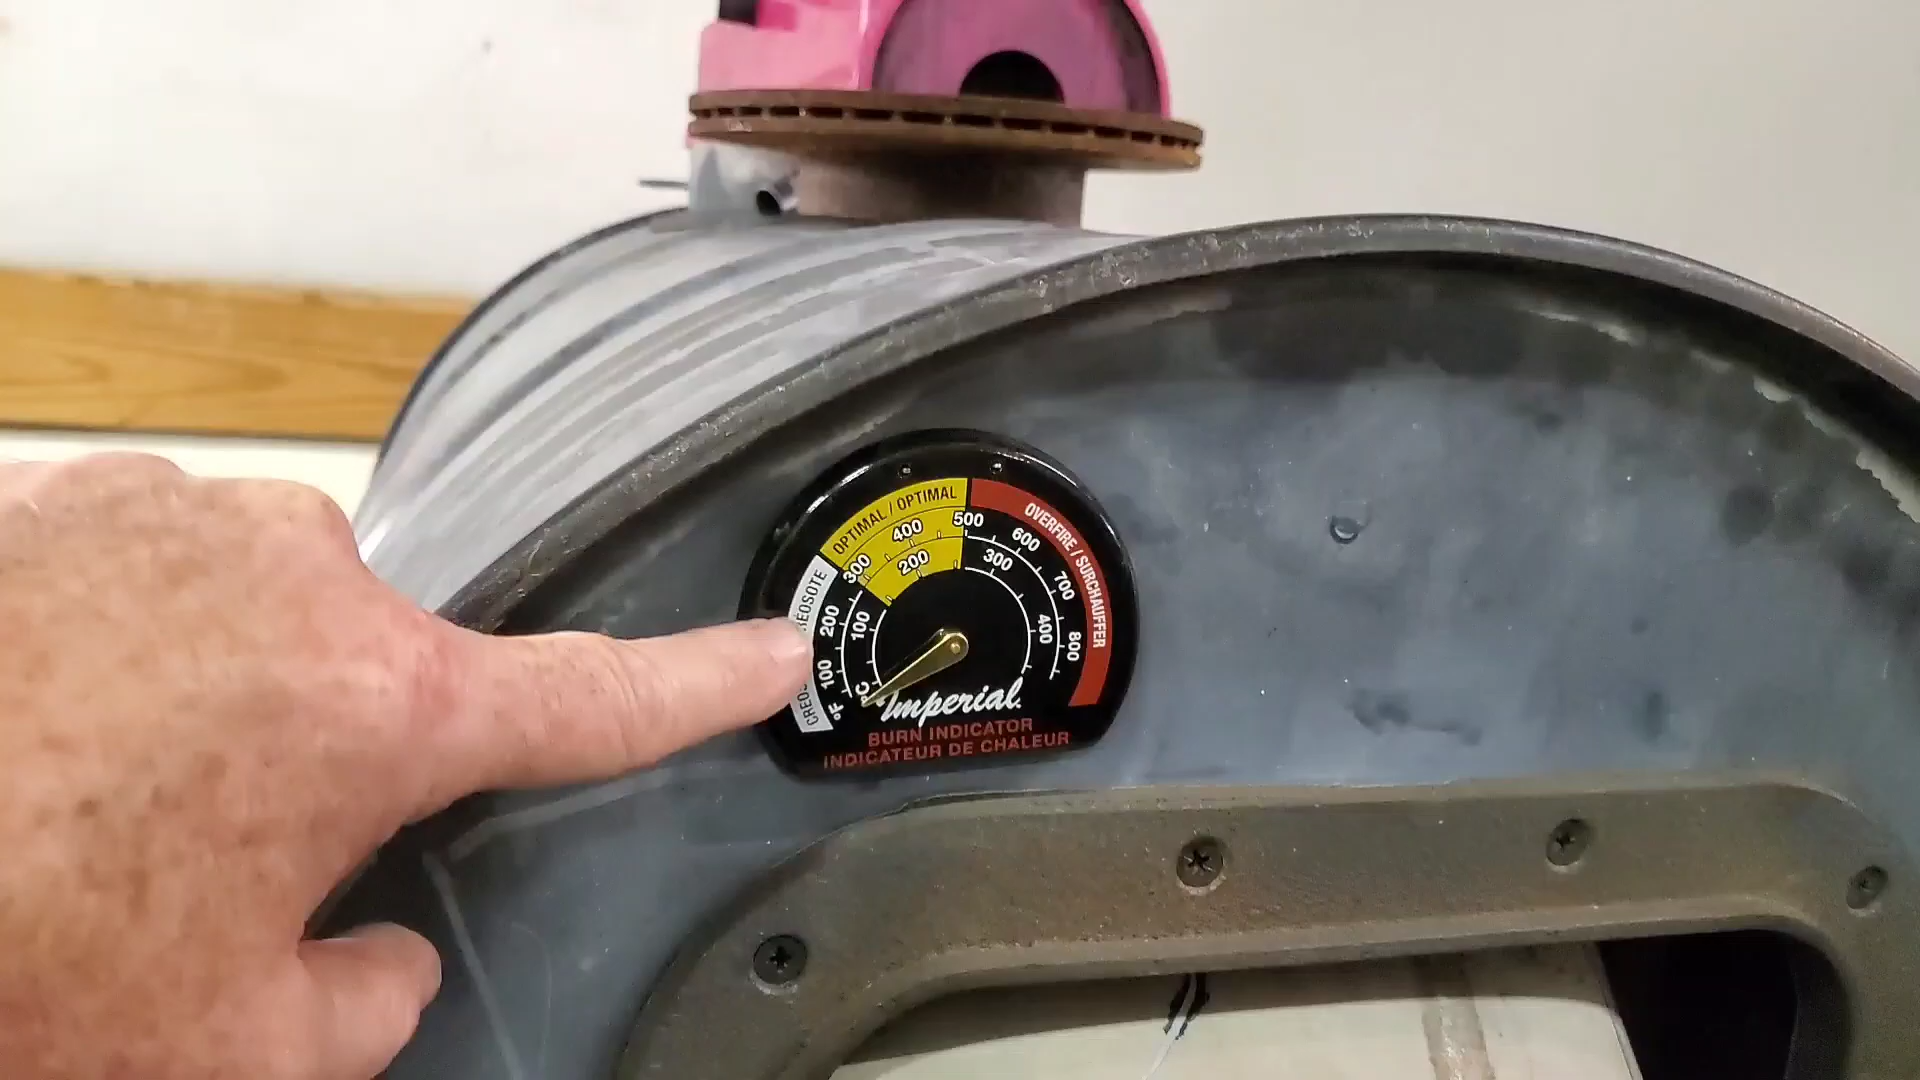 OPTIMAL / OPTIMAL
OVERFIRE / SURCHAUFFER
100 200 300 400 500 600 700 800
°F
100 200 300 400
°C
Imperial
BURN INDICATOR
INDICATEUR DE CHALEUR